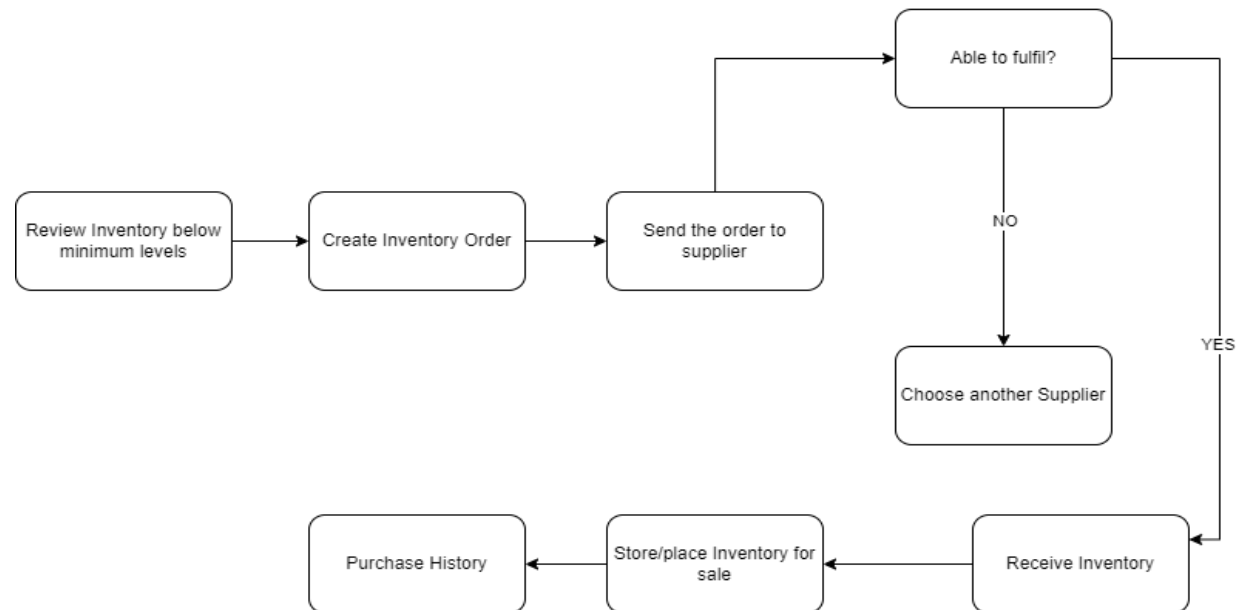 Able to fulfil?
Review Inventory below
minimum levels
Create Inventory Order
Send the order to
supplier
NO
YES
Choose another Supplier
Purchase History
Store/place Inventory for
sale
Receive Inventory